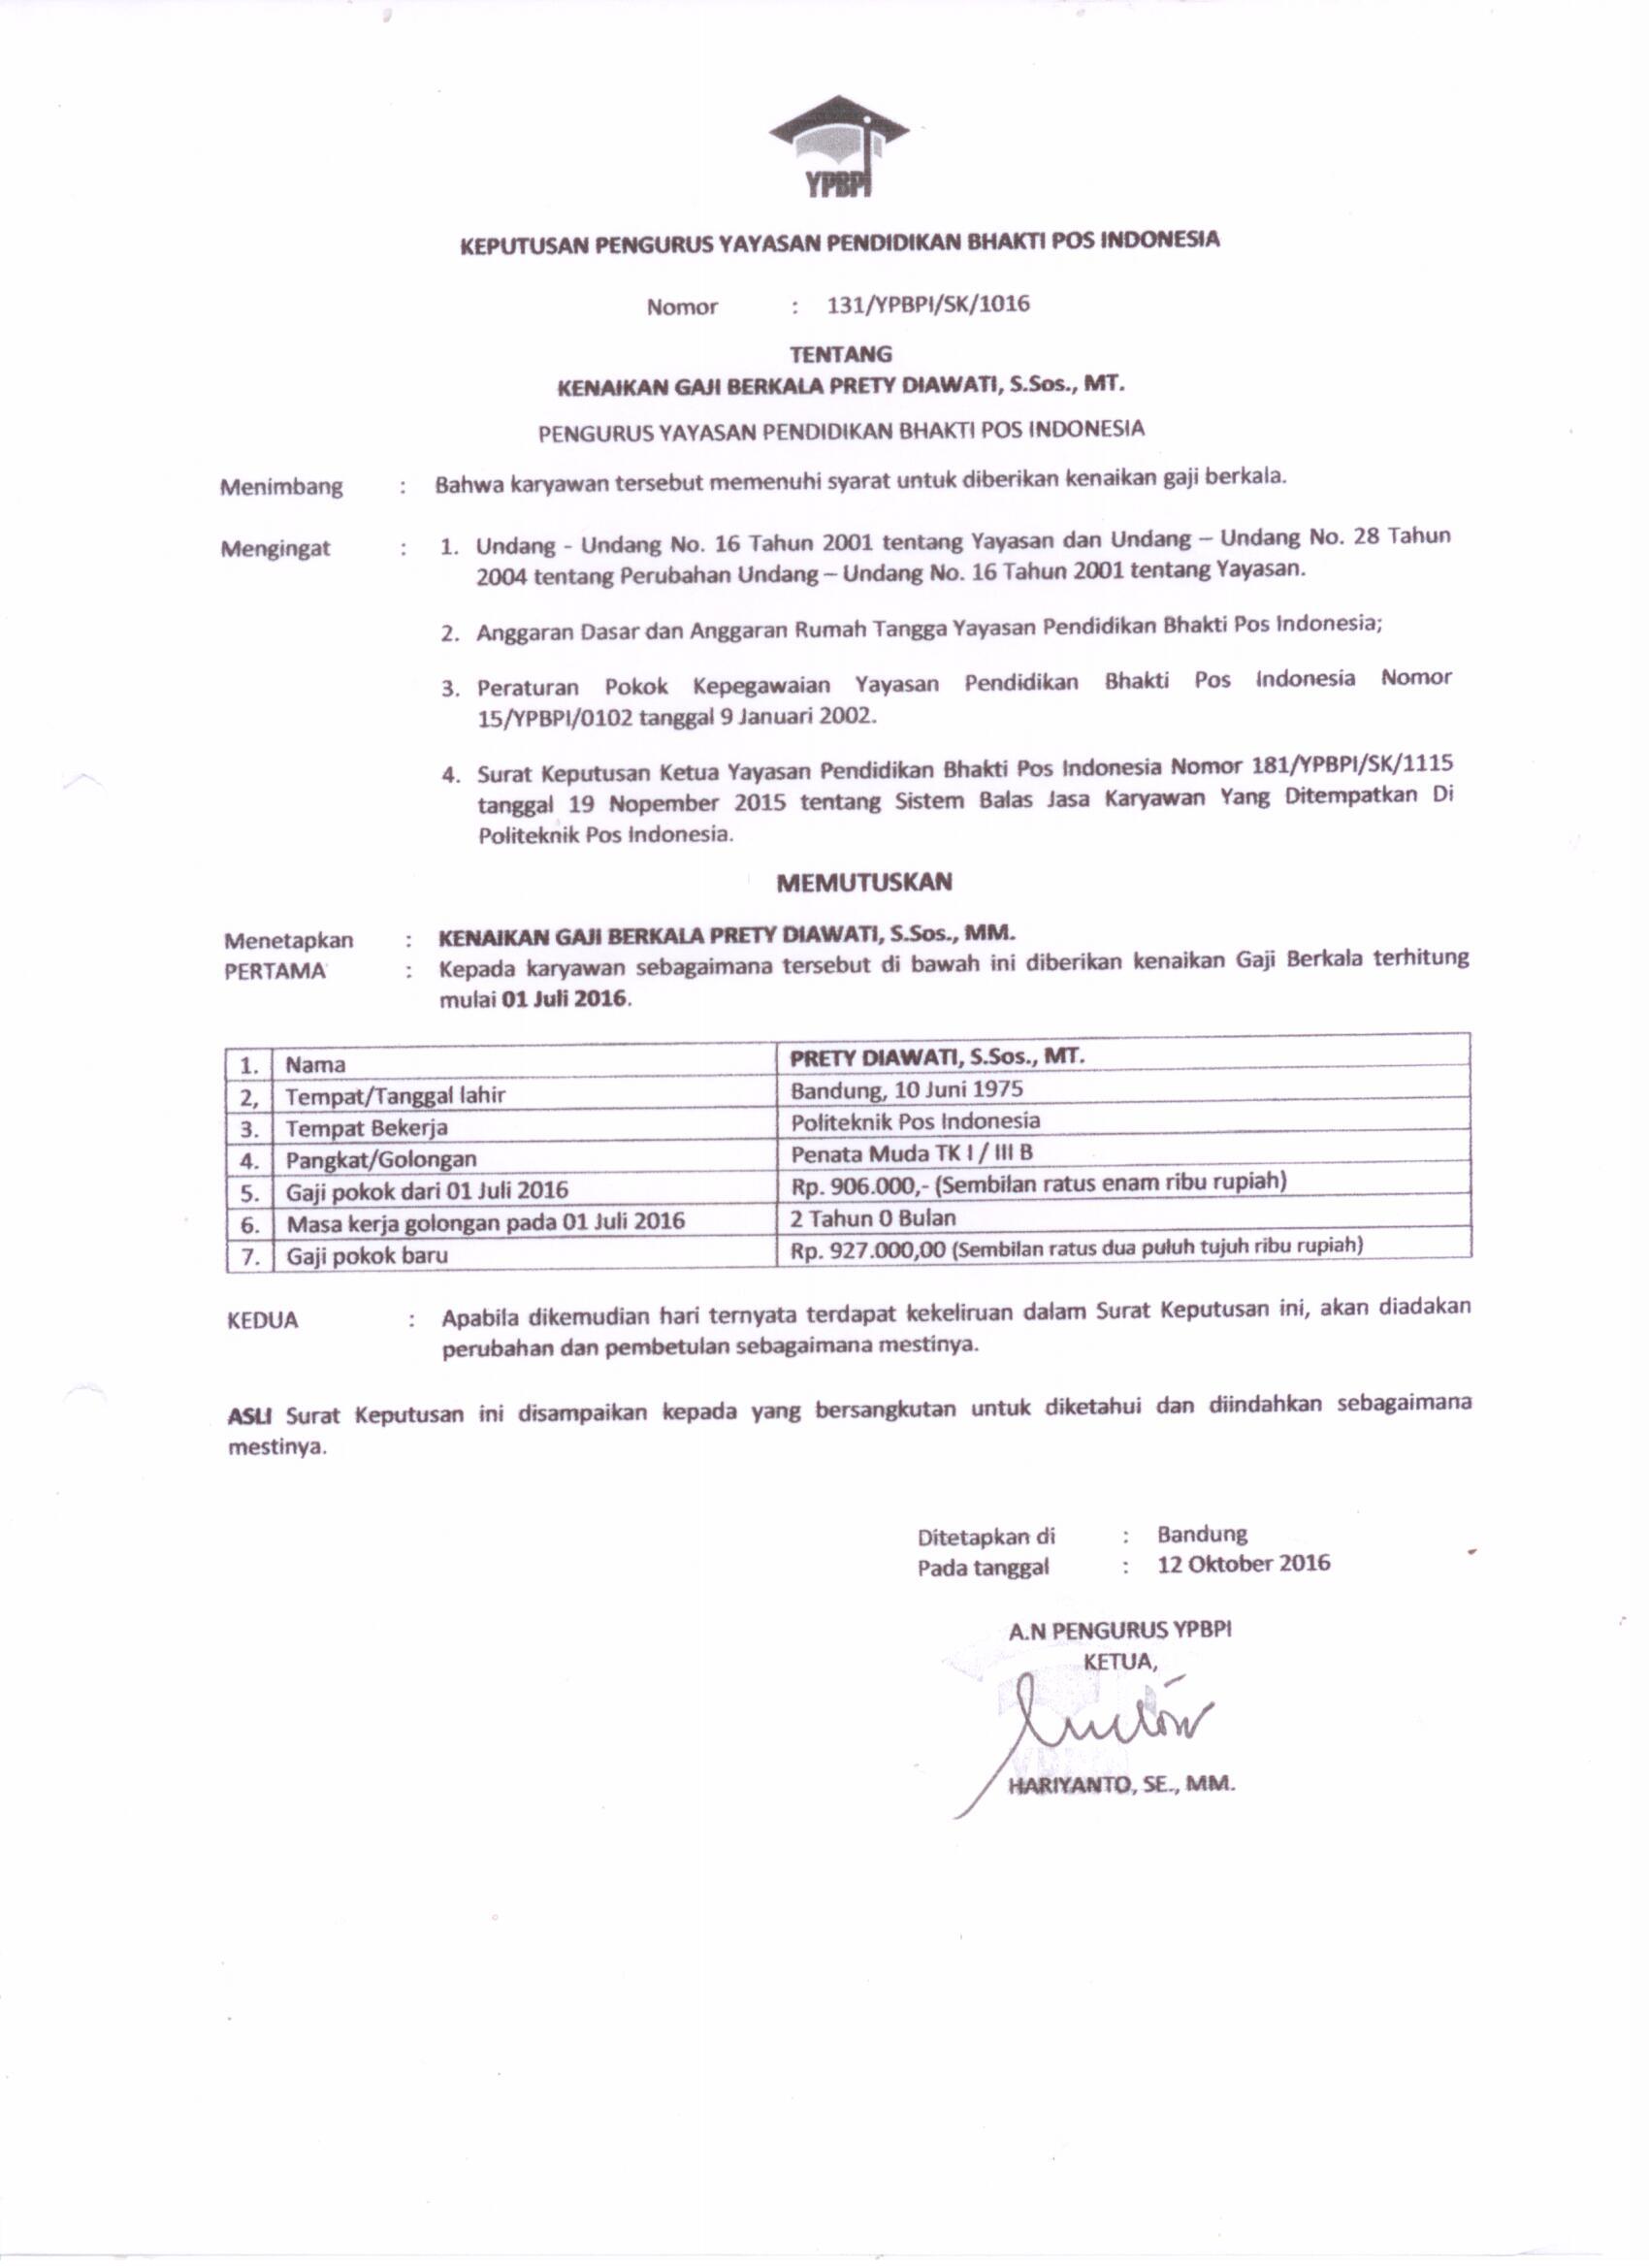 YPBPI
KEPUTUSAN PENGURUS YAYASAN PENDIDIKAN BHAKTI POS INDONESIA
Nomor : 131/YPBPI/SK/1016
TENTANG
KENAIKAN GAJI BERKALA PRETY DIAWATI, S.Sos., MT.
PENGURUS YAYASAN PENDIDIKAN BHAKTI POS INDONESIA
Menimbang : Bahwa karyawan tersebut memenuhi syarat untuk diberikan kenaikan gaji berkala.
Mengingat : 1. Undang - Undang No. 16 Tahun 2001 tentang Yayasan dan Undang – Undang No. 28 Tahun
2004 tentang Perubahan Undang – Undang No. 16 Tahun 2001 tentang Yayasan.
2. Anggaran Dasar dan Anggaran Rumah Tangga Yayasan Pendidikan Bhakti Pos Indonesia;
3. Peraturan Pokok Kepegawaian Yayasan Pendidikan Bhakti Pos Indonesia Nomor
15/YPBPI/0102 tanggal 9 Januari 2002.
4. Surat Keputusan Ketua Yayasan Pendidikan Bhakti Pos Indonesia Nomor 181/YPBPI/SK/1115
tanggal 19 Nopember 2015 tentang Sistem Balas Jasa Karyawan Yang Ditempatkan Di
Politeknik Pos Indonesia.
MEMUTUSKAN
Menetapkan : KENAIKAN GAJI BERKALA PRETY DIAWATI, S.Sos., MM.
PERTAMA : Kepada karyawan sebagaimana tersebut di bawah ini diberikan kenaikan Gaji Berkala terhitung
mulai 01 Juli 2016.
1. Nama PRETY DIAWATI, S.Sos., MT.
2, Tempat/Tanggal lahir Bandung, 10 Juni 1975
3. Tempat Bekerja Politeknik Pos Indonesia
4. Pangkat/Golongan Penata Muda TK I / III B
5. Gaji pokok dari 01 Juli 2016 Rp. 906.000,- (Sembilan ratus enam ribu rupiah)
6. Masa kerja golongan pada 01 Juli 2016 2 Tahun 0 Bulan
7. Gaji pokok baru Rp. 927.000,00 (Sembilan ratus dua puluh tujuh ribu rupiah)
KEDUA : Apabila dikemudian hari ternyata terdapat kekeliruan dalam Surat Keputusan ini, akan diadakan
perubahan dan pembetulan sebagaimana mestinya.
ASLI Surat Keputusan ini disampaikan kepada yang bersangkutan untuk diketahui dan diindahkan sebagaimana
mestinya.
Ditetapkan di : Bandung
Pada tanggal : 12 Oktober 2016
A.N PENGURUS YPBPI
KETUA,
HARIYANTO, SE., MM.